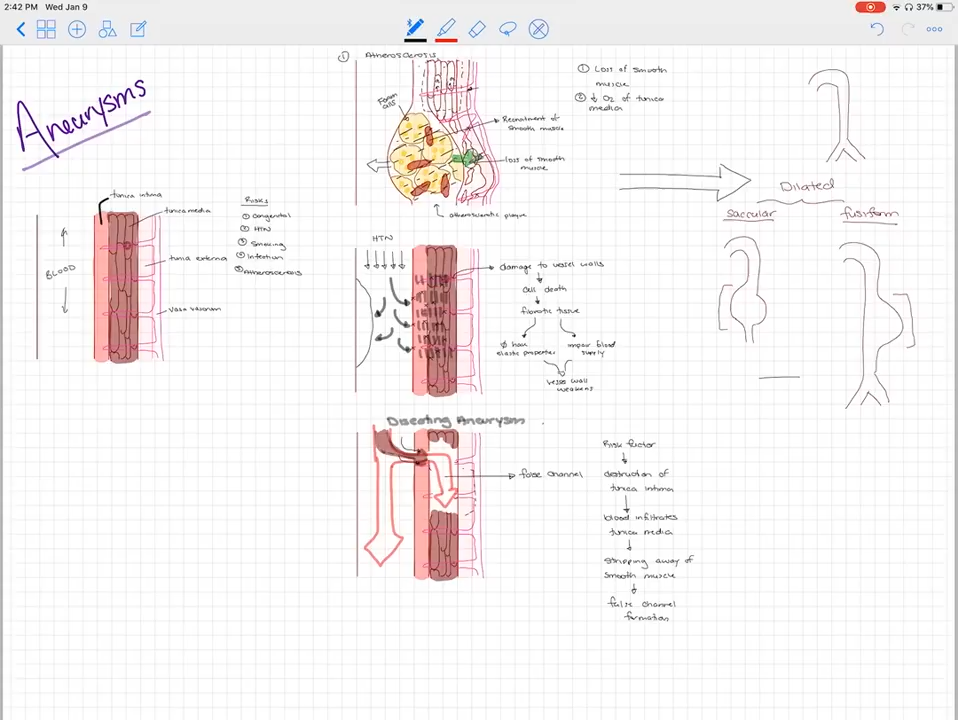 2:42 PM Wed Jan 9
37%
Aneurysms
tunica intima
tunica media
tunia externa
vasa vasorum
BLOOD
Risks
① Congenital
② HTN
③ Smoking
④ Infection
⑤ Atherosclerosis
① Atherosclerosis
Foam
cells
Recruitment of
smooth muscle
Loss of smooth
muscle
atherosclerotic plaque
① Loss of smooth
muscle
② ↓ O2 of tunica
media
HTN
damage to vessel walls
cell death
fibrotic tissue
elastic properties
impair blood
supply
vessel wall
weakens
Disecting Aneurysm
false channel
Risk factor
destruction of
tunica intima
blood infiltrates
tunica media
stripping away of
smooth muscle
false channel
formation
Dilated
saccular
fusiform